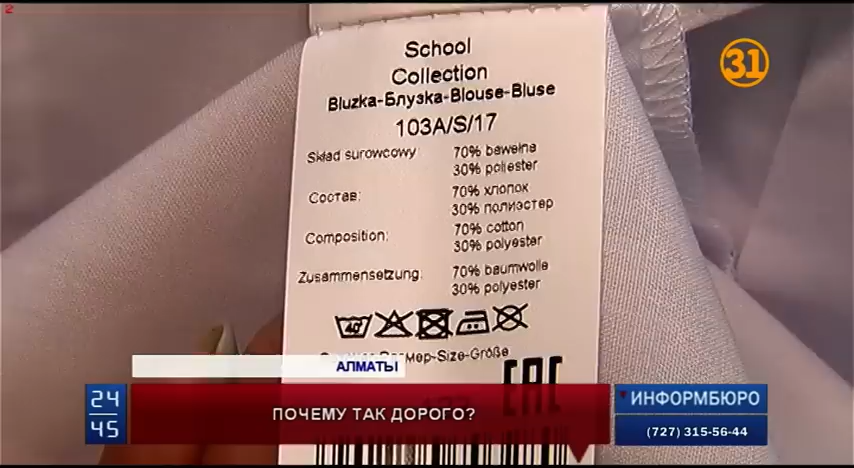 2
31
School
Collection
Bluzka-Блузка-Blouse-Bluse
103A/S/17
Skład surowcowy: 70% bawełna
30% poliester
Состав: 70% хлопок
30% полиэстер
Composition: 70% cotton
30% polyester
Zusammensetzung: 70% baumwolle
30% polyester
40
-Size-Größe
EAC
АЛМАТЫ
24
45
ПОЧЕМУ ТАК ДОРОГО?
ИНФОРМБЮРО
(727) 315-56-44